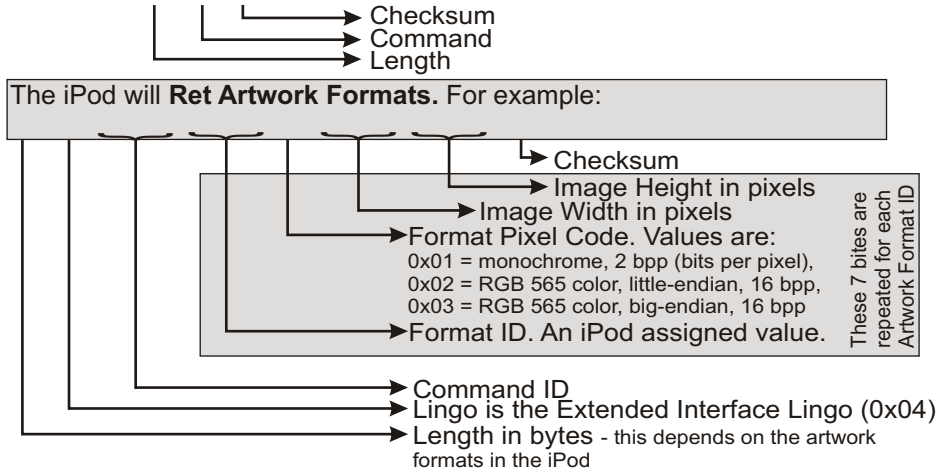 Checksum
Command
Length
The iPod will Ret Artwork Formats. For example:
Checksum
Image Height in pixels
Image Width in pixels
Format Pixel Code. Values are:
0x01 = monochrome, 2 bpp (bits per pixel),
0x02 = RGB 565 color, little-endian, 16 bpp,
0x03 = RGB 565 color, big-endian, 16 bpp
Format ID. An iPod assigned value.
These 7 bites are
repeated for each
Artwork Format ID
Command ID
Lingo is the Extended Interface Lingo (0x04)
Length in bytes - this depends on the artwork
formats in the iPod